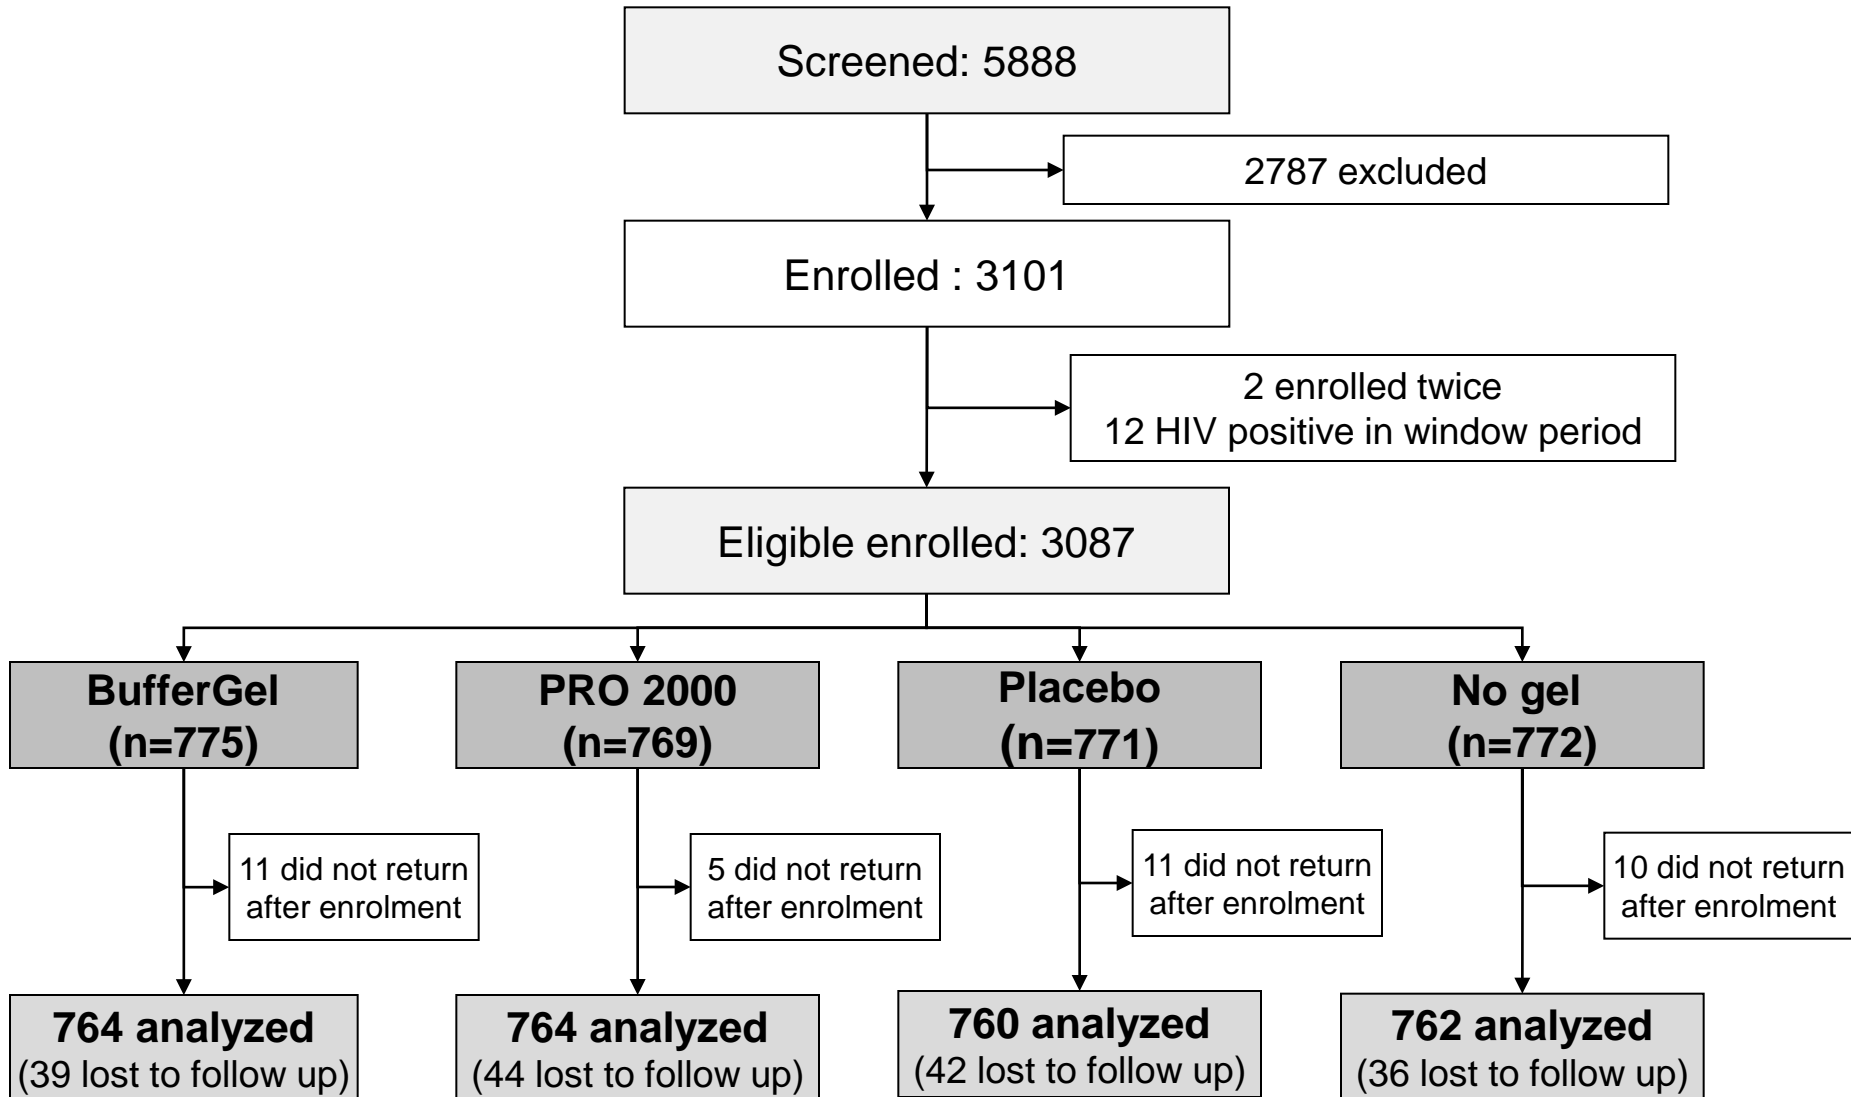 Screened: 5888
2787 excluded
Enrolled : 3101
2 enrolled twice
12 HIV positive in window period
Eligible enrolled: 3087
BufferGel
(n=775)
PRO 2000
(n=769)
Placebo
(n=771)
No gel
(n=772)
11 did not return
after enrolment
5 did not return
after enrolment
11 did not return
after enrolment
10 did not return
after enrolment
764 analyzed
(39 lost to follow up)
764 analyzed
(44 lost to follow up)
760 analyzed
(42 lost to follow up)
762 analyzed
(36 lost to follow up)